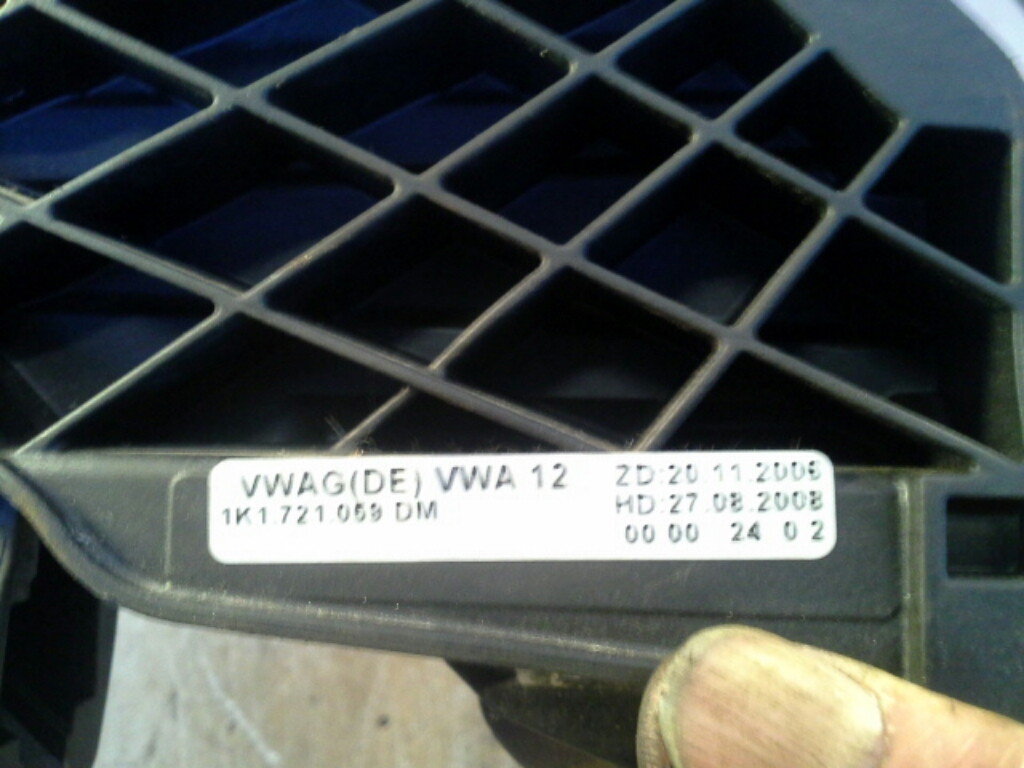 VWAG(DE) VWA 12
1K1.721.059 DM
ZD:20.11.2006
HD:27.08.2008
00 00 24 0 2